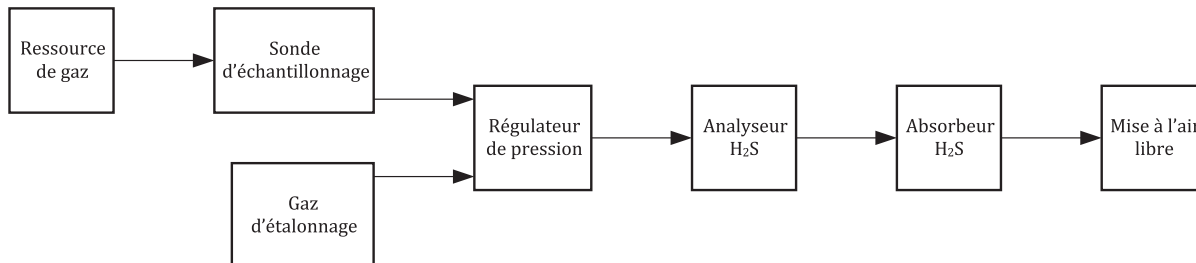 Ressource
de gaz
Sonde
d'échantillonnage
Régulateur
de pression
Analyseur
H₂S
Absorbeur
H₂S
Mise à l'air
libre
Gaz
d'étalonnage